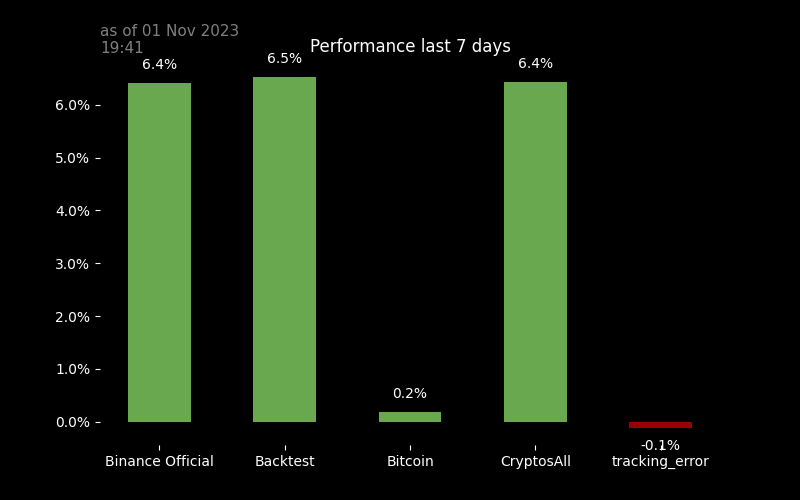 as of 01 Nov 2023
19:41
Performance last 7 days
6.4%
6.5%
0.2%
6.4%
-0.1%
6.0%
5.0%
4.0%
3.0%
2.0%
1.0%
0.0%
Binance Official
Backtest
Bitcoin
CryptosAll
tracking_error